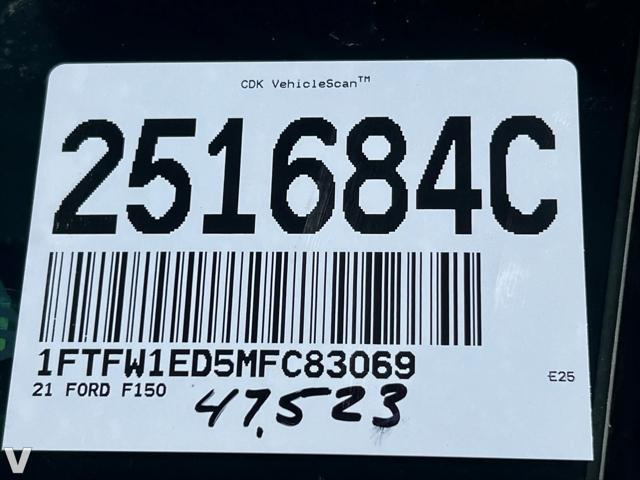 CDK VehicleScan™
251684C
1FTFW1ED5MFC83069
21 FORD F150
E25
47,523
V